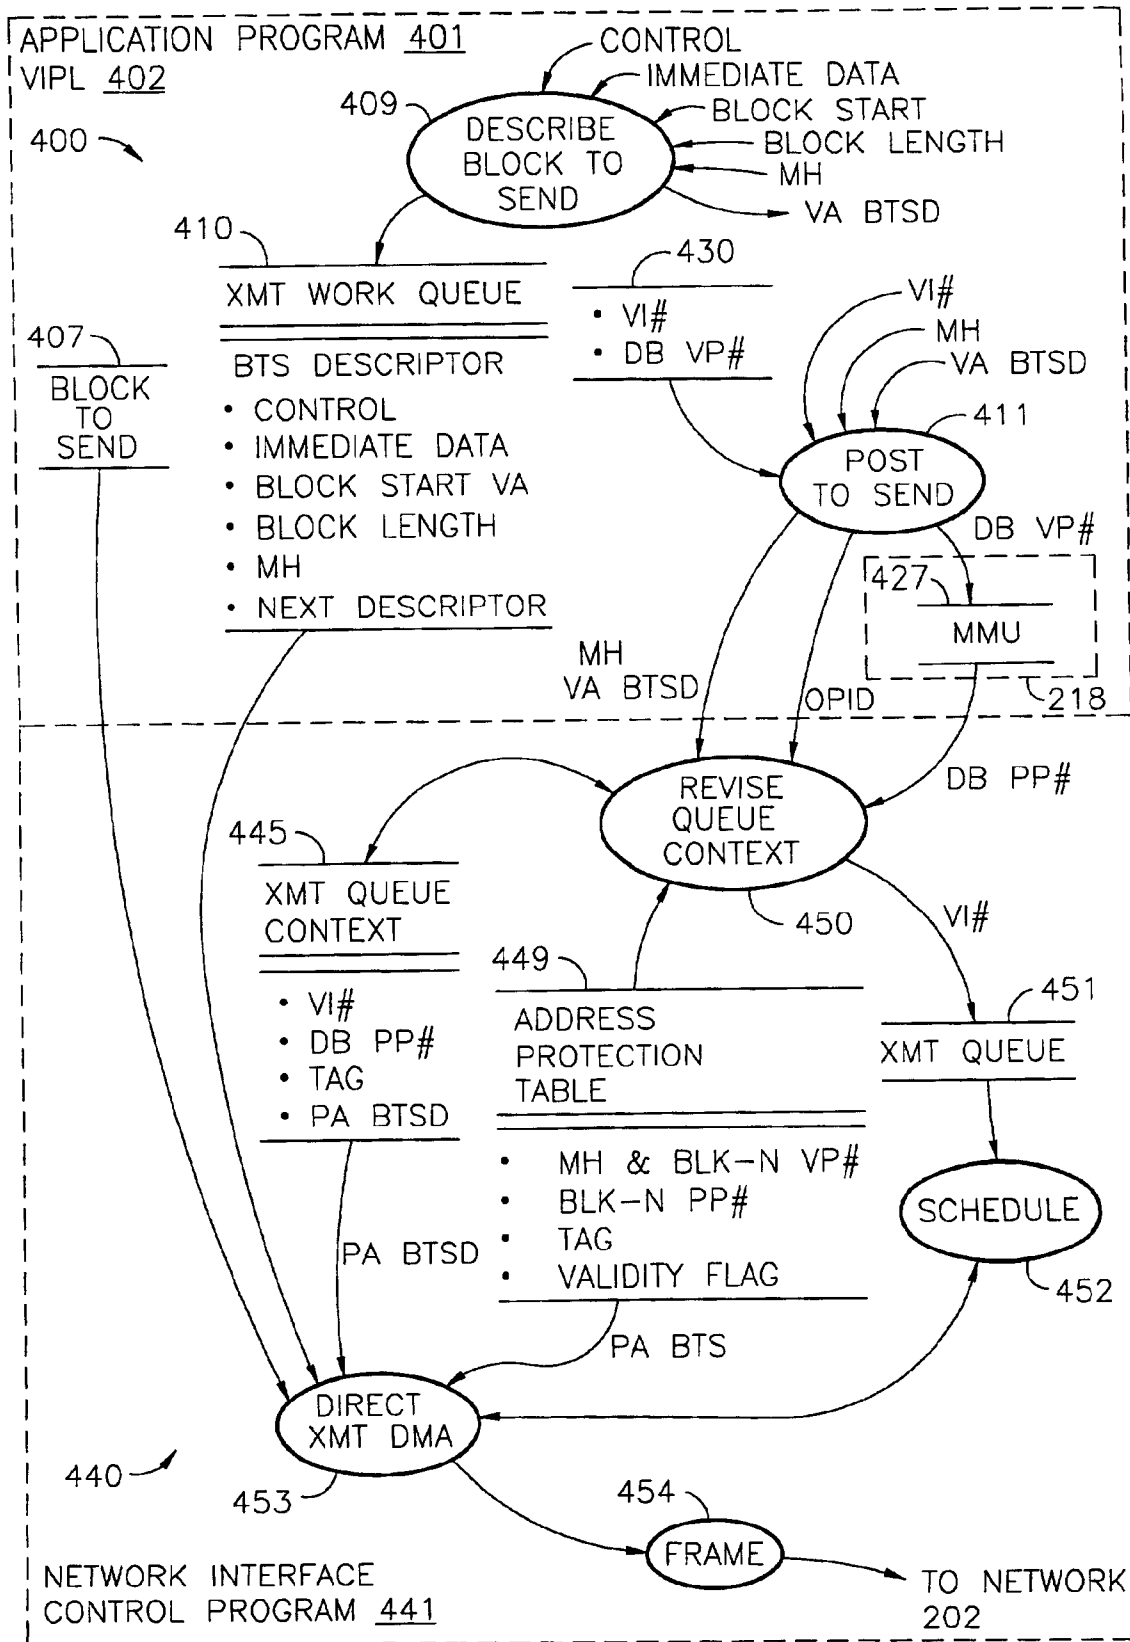 APPLICATION PROGRAM 401
VIPL 402
400
409
DESCRIBE
BLOCK TO
SEND
CONTROL
IMMEDIATE DATA
BLOCK START
BLOCK LENGTH
MH
VA BTSD
410
XMT WORK QUEUE
BTS DESCRIPTOR
• CONTROL
• IMMEDIATE DATA
• BLOCK START VA
• BLOCK LENGTH
• MH
• NEXT DESCRIPTOR
407
BLOCK
TO
SEND
430
• VI#
• DB VP#
VI#
MH
VA BTSD
411
POST
TO SEND
DB VP#
427
MMU
218
MH
VA BTSD
OPID
DB PP#
REVISE
QUEUE
CONTEXT
450
445
XMT QUEUE
CONTEXT
• VI#
• DB PP#
• TAG
• PA BTSD
449
ADDRESS
PROTECTION
TABLE
• MH & BLK-N VP#
• BLK-N PP#
• TAG
• VALIDITY FLAG
VI#
451
XMT QUEUE
SCHEDULE
452
PA BTSD
PA BTS
DIRECT
XMT DMA
453
440
454
FRAME
TO NETWORK
202
NETWORK INTERFACE
CONTROL PROGRAM 441